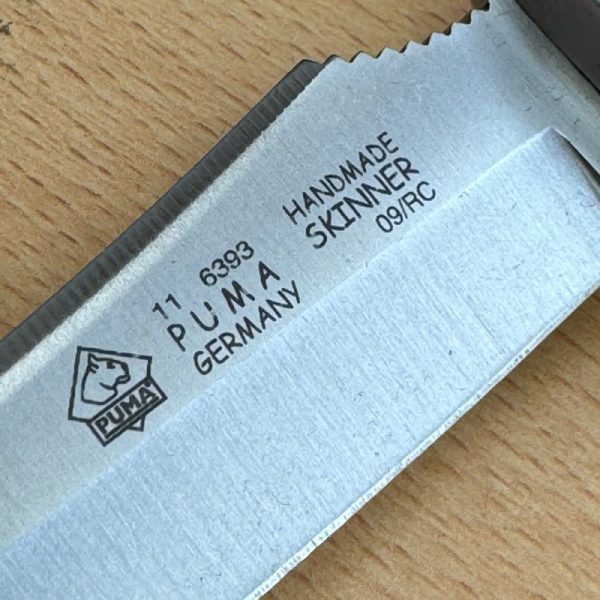 PUMA
11 6393
PUMA
GERMANY
HANDMADE
SKINNER
09/RC